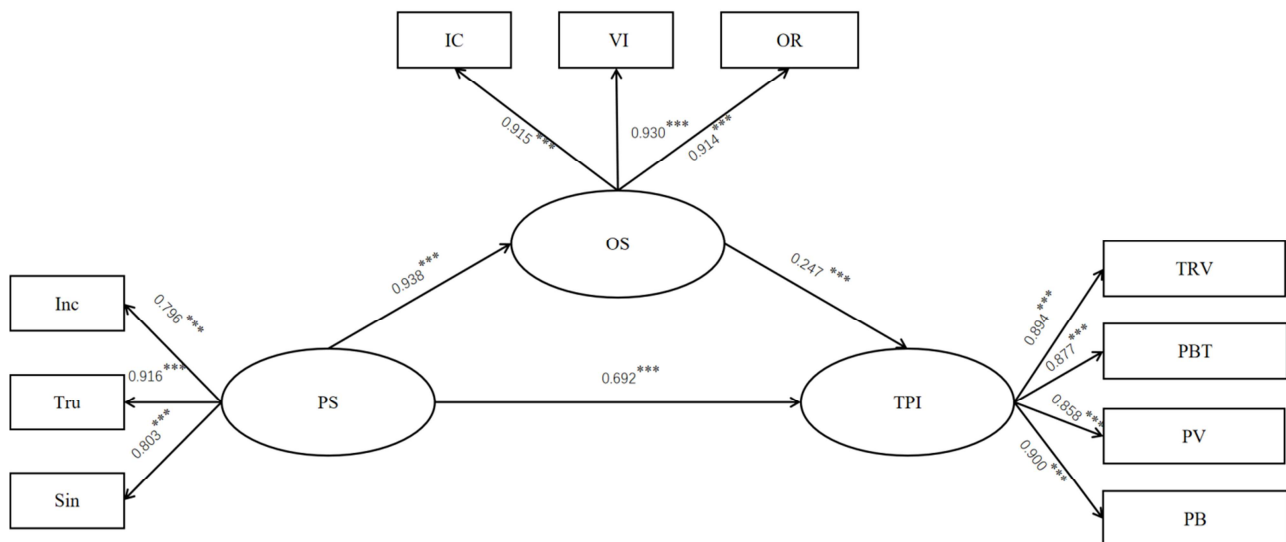 IC
VI
OR
0.915 ***
0.930 ***
0.914 ***
OS
0.938 ***
0.247 ***
Inc
Tru
Sin
0.796 ***
0.916 ***
0.803 ***
PS
0.692 ***
TPI
0.894 ***
0.877 ***
0.858 ***
0.900 ***
TRV
PBT
PV
PB